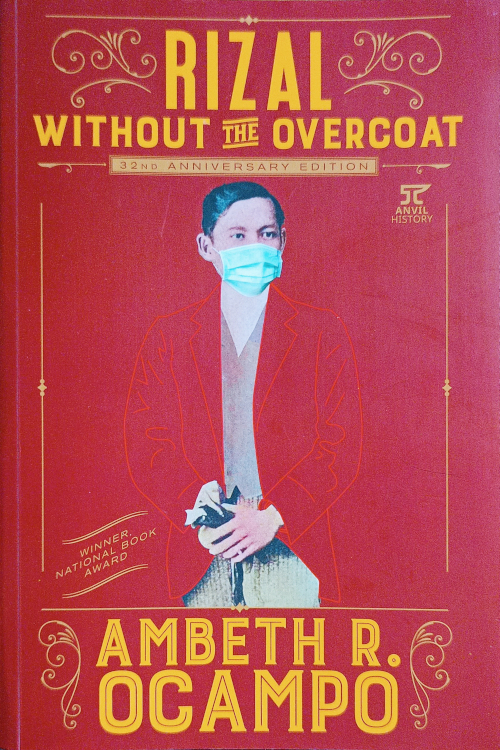 RIZAL
WITHOUT THE OVERCOAT
32ND ANNIVERSARY EDITION
ANVIL
HISTORY
WINNER,
NATIONAL BOOK
AWARD
AMBETH R.
OCAMPO